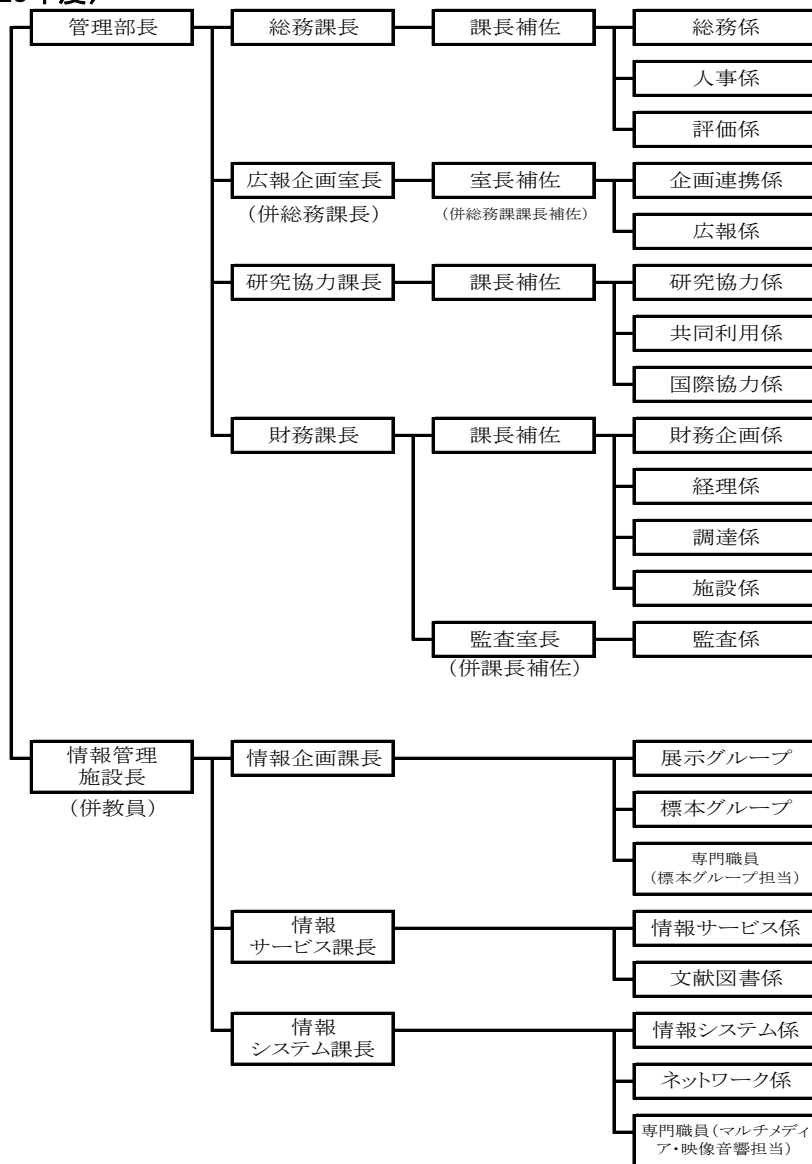 管理部長
総務課長
課長補佐
総務係
人事係
評価係
広報企画室長
(併総務課長)
室長補佐
(併総務課課長補佐)
企画連携係
広報係
研究協力課長
課長補佐
研究協力係
共同利用係
国際協力係
財務課長
課長補佐
財務企画係
経理係
調達係
施設係
監査室長
(併課長補佐)
監査係
情報管理
施設長
(併教員)
情報企画課長
展示グループ
標本グループ
専門職員
(標本グループ担当)
情報
サービス課長
情報サービス係
文献図書係
情報
システム課長
情報システム係
ネットワーク係
専門職員(マルチメディ
ア・映像音響担当)